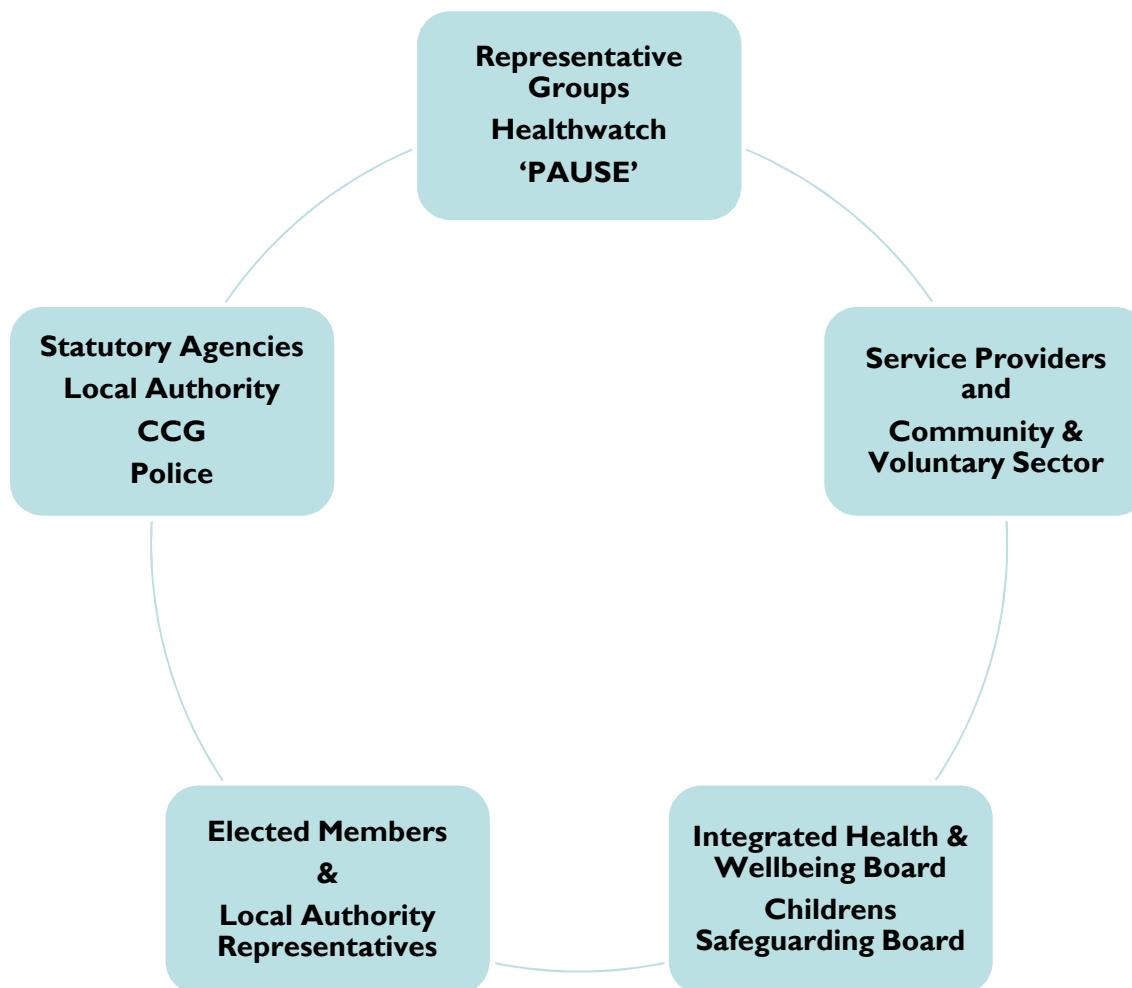 Representative
Groups
Healthwatch
‘PAUSE’
Service Providers
and
Community &
Voluntary Sector
Integrated Health &
Wellbeing Board
Childrens
Safeguarding Board
Elected Members
&
Local Authority
Representatives
Statutory Agencies
Local Authority
CCG
Police